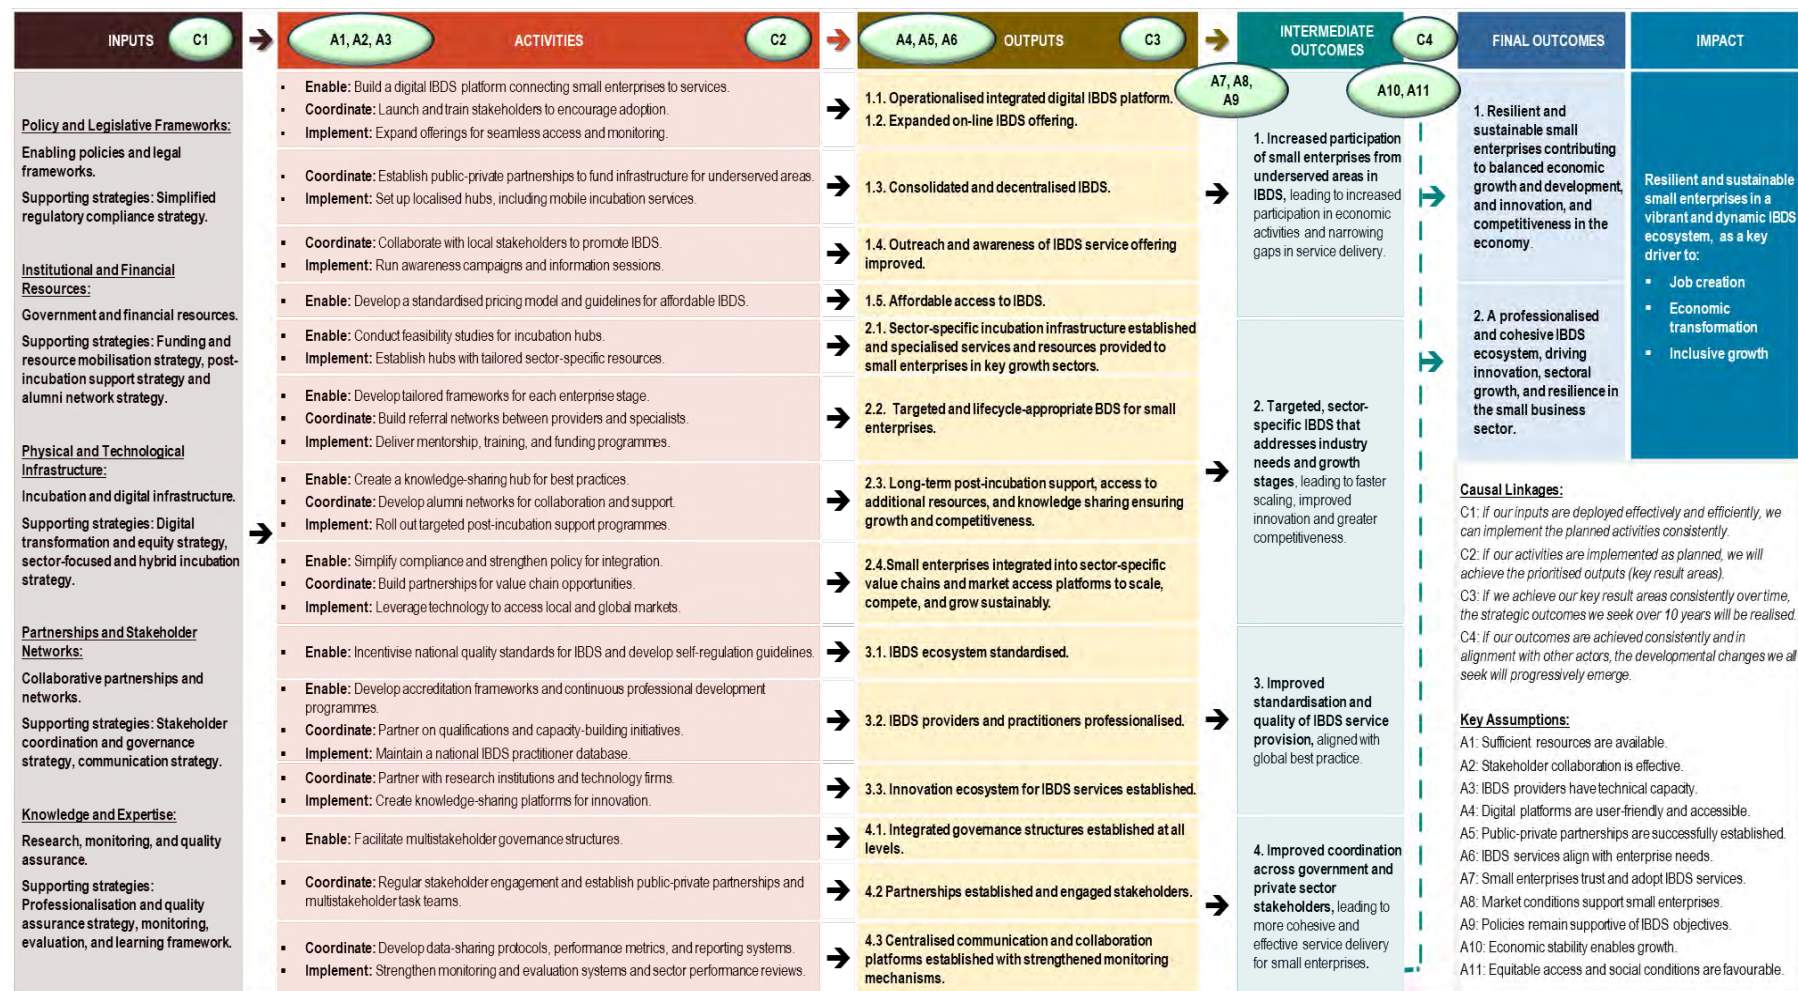 INPUTS
C1
A1, A2, A3
ACTIVITIES
C2
A4, A5, A6
OUTPUTS
C3
INTERMEDIATE
OUTCOMES
C4
FINAL OUTCOMES
IMPACT
A7, A8,
A9
A10, A11
Policy and Legislative Frameworks:
Enabling policies and legal
frameworks.
Supporting strategies: Simplified
regulatory compliance strategy.
Institutional and Financial
Resources:
Government and financial resources.
Supporting strategies: Funding and
resource mobilisation strategy, post-
incubation support strategy and
alumni network strategy.
Physical and Technological
Infrastructure:
Incubation and digital infrastructure.
Supporting strategies: Digital
transformation and equity strategy,
sector-focused and hybrid incubation
strategy.
Partnerships and Stakeholder
Networks:
Collaborative partnerships and
networks.
Supporting strategies: Stakeholder
coordination and governance
strategy, communication strategy.
Knowledge and Expertise:
Research, monitoring, and quality
assurance.
Supporting strategies:
Professionalisation and quality
assurance strategy, monitoring,
evaluation, and learning framework.
▪ Enable: Build a digital IBDS platform connecting small enterprises to services.
▪ Coordinate: Launch and train stakeholders to encourage adoption.
▪ Implement: Expand offerings for seamless access and monitoring.
▪ Coordinate: Establish public-private partnerships to fund infrastructure for underserved areas.
▪ Implement: Set up localised hubs, including mobile incubation services.
▪ Coordinate: Collaborate with local stakeholders to promote IBDS.
▪ Implement: Run awareness campaigns and information sessions.
▪ Enable: Develop a standardised pricing model and guidelines for affordable IBDS.
▪ Enable: Conduct feasibility studies for incubation hubs.
▪ Implement: Establish hubs with tailored sector-specific resources.
▪ Enable: Develop tailored frameworks for each enterprise stage.
▪ Coordinate: Build referral networks between providers and specialists.
▪ Implement: Deliver mentorship, training, and funding programmes.
▪ Enable: Create a knowledge-sharing hub for best practices.
▪ Coordinate: Develop alumni networks for collaboration and support.
▪ Implement: Roll out targeted post-incubation support programmes.
▪ Enable: Simplify compliance and strengthen policy for integration.
▪ Coordinate: Build partnerships for value chain opportunities.
▪ Implement: Leverage technology to access local and global markets.
▪ Enable: Incentivise national quality standards for IBDS and develop self-regulation guidelines.
▪ Enable: Develop accreditation frameworks and continuous professional development
programmes.
▪ Coordinate: Partner on qualifications and capacity-building initiatives.
▪ Implement: Maintain a national IBDS practitioner database.
▪ Coordinate: Partner with research institutions and technology firms.
▪ Implement: Create knowledge-sharing platforms for innovation.
▪ Enable: Facilitate multistakeholder governance structures.
▪ Coordinate: Regular stakeholder engagement and establish public-private partnerships and
multistakeholder task teams.
▪ Coordinate: Develop data-sharing protocols, performance metrics, and reporting systems.
▪ Implement: Strengthen monitoring and evaluation systems and sector performance reviews.
1.1. Operationalised integrated digital IBDS platform.
1.2. Expanded on-line IBDS offering.
1.3. Consolidated and decentralised IBDS.
1.4. Outreach and awareness of IBDS service offering
improved.
1.5. Affordable access to IBDS.
2.1. Sector-specific incubation infrastructure established
and specialised services and resources provided to
small enterprises in key growth sectors.
2.2. Targeted and lifecycle-appropriate BDS for small
enterprises.
2.3. Long-term post-incubation support, access to
additional resources, and knowledge sharing ensuring
growth and competitiveness.
2.4.Small enterprises integrated into sector-specific
value chains and market access platforms to scale,
compete, and grow sustainably.
3.1. IBDS ecosystem standardised.
3.2. IBDS providers and practitioners professionalised.
3.3. Innovation ecosystem for IBDS services established.
4.1. Integrated governance structures established at all
levels.
4.2 Partnerships established and engaged stakeholders.
4.3 Centralised communication and collaboration
platforms established with strengthened monitoring
mechanisms.
1. Increased participation
of small enterprises from
underserved areas in
IBDS, leading to increased
participation in economic
activities and narrowing
gaps in service delivery.
2. Targeted, sector-
specific IBDS that
addresses industry
needs and growth
stages, leading to faster
scaling, improved
innovation and greater
competitiveness.
3. Improved
standardisation and
quality of IBDS service
provision, aligned with
global best practice.
4. Improved coordination
across government and
private sector
stakeholders, leading to
more cohesive and
effective service delivery
for small enterprises.
1. Resilient and
sustainable small
enterprises contributing
to balanced economic
growth and development,
and innovation, and
competitiveness in the
economy.
2. A professionalised
and cohesive IBDS
ecosystem, driving
innovation, sectoral
growth, and resilience in
the small business
sector.
Resilient and sustainable
small enterprises in a
vibrant and dynamic IBDS
ecosystem, as a key
driver to:
▪ Job creation
▪ Economic
transformation
▪ Inclusive growth
Causal Linkages:
C1: If our inputs are deployed effectively and efficiently, we
can implement the planned activities consistently.
C2: If our activities are implemented as planned, we will
achieve the prioritised outputs (key result areas).
C3: If we achieve our key result areas consistently over time,
the strategic outcomes we seek over 10 years will be realised.
C4: If our outcomes are achieved consistently and in
alignment with other actors, the developmental changes we all
seek will progressively emerge.
Key Assumptions:
A1: Sufficient resources are available.
A2: Stakeholder collaboration is effective.
A3: IBDS providers have technical capacity.
A4: Digital platforms are user-friendly and accessible.
A5: Public-private partnerships are successfully established.
A6: IBDS services align with enterprise needs.
A7: Small enterprises trust and adopt IBDS services.
A8: Market conditions support small enterprises.
A9: Policies remain supportive of IBDS objectives.
A10: Economic stability enables growth.
A11: Equitable access and social conditions are favourable.